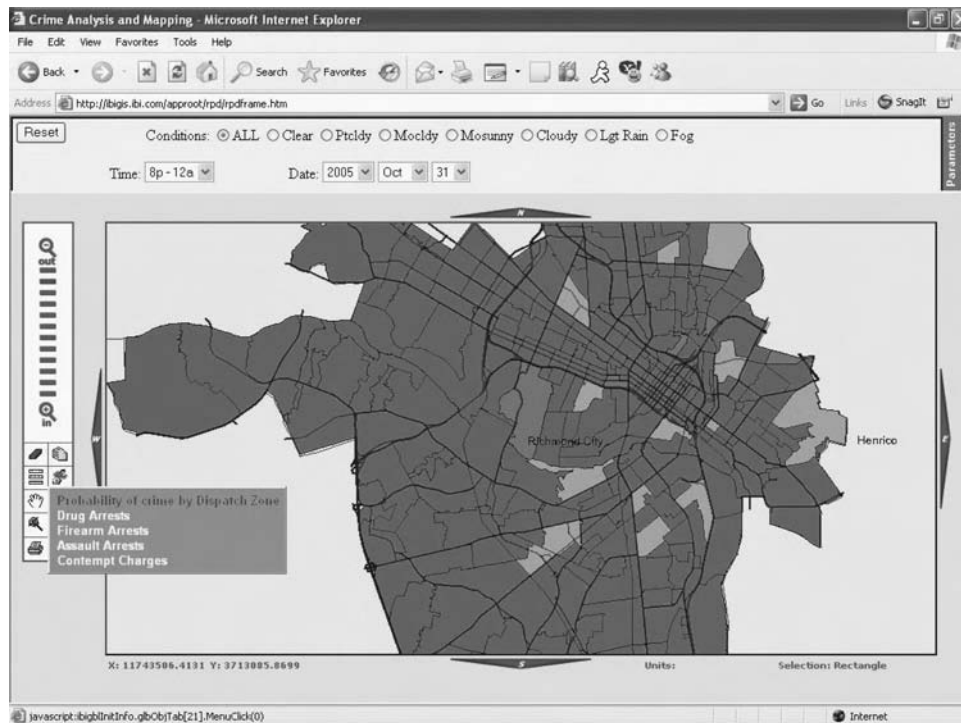 Crime Analysis and Mapping - Microsoft Internet Explorer
File Edit View Favorites Tools Help
Back Search Favorites
Address http://ibigis.ibi.com/approot/rpd/rpdframe.htm Go Links SnagIt
Reset Conditions: ALL Clear Ptcldy Mocldy Mosunny Cloudy Lgt Rain Fog
Parameters
Time: 8p - 12a Date: 2005 Oct 31
N
out
in
W
E
Richmond City
Henrico
Probability of crime by Dispatch Zone
Drug Arrests
Firearm Arrests
Assault Arrests
Contempt Charges
S
X: 11743506.4131 Y: 3713085.8699 Units: Selection: Rectangle
javascript:ibigblInitInfo.glbObjTab[21].MenuClick(0) Internet